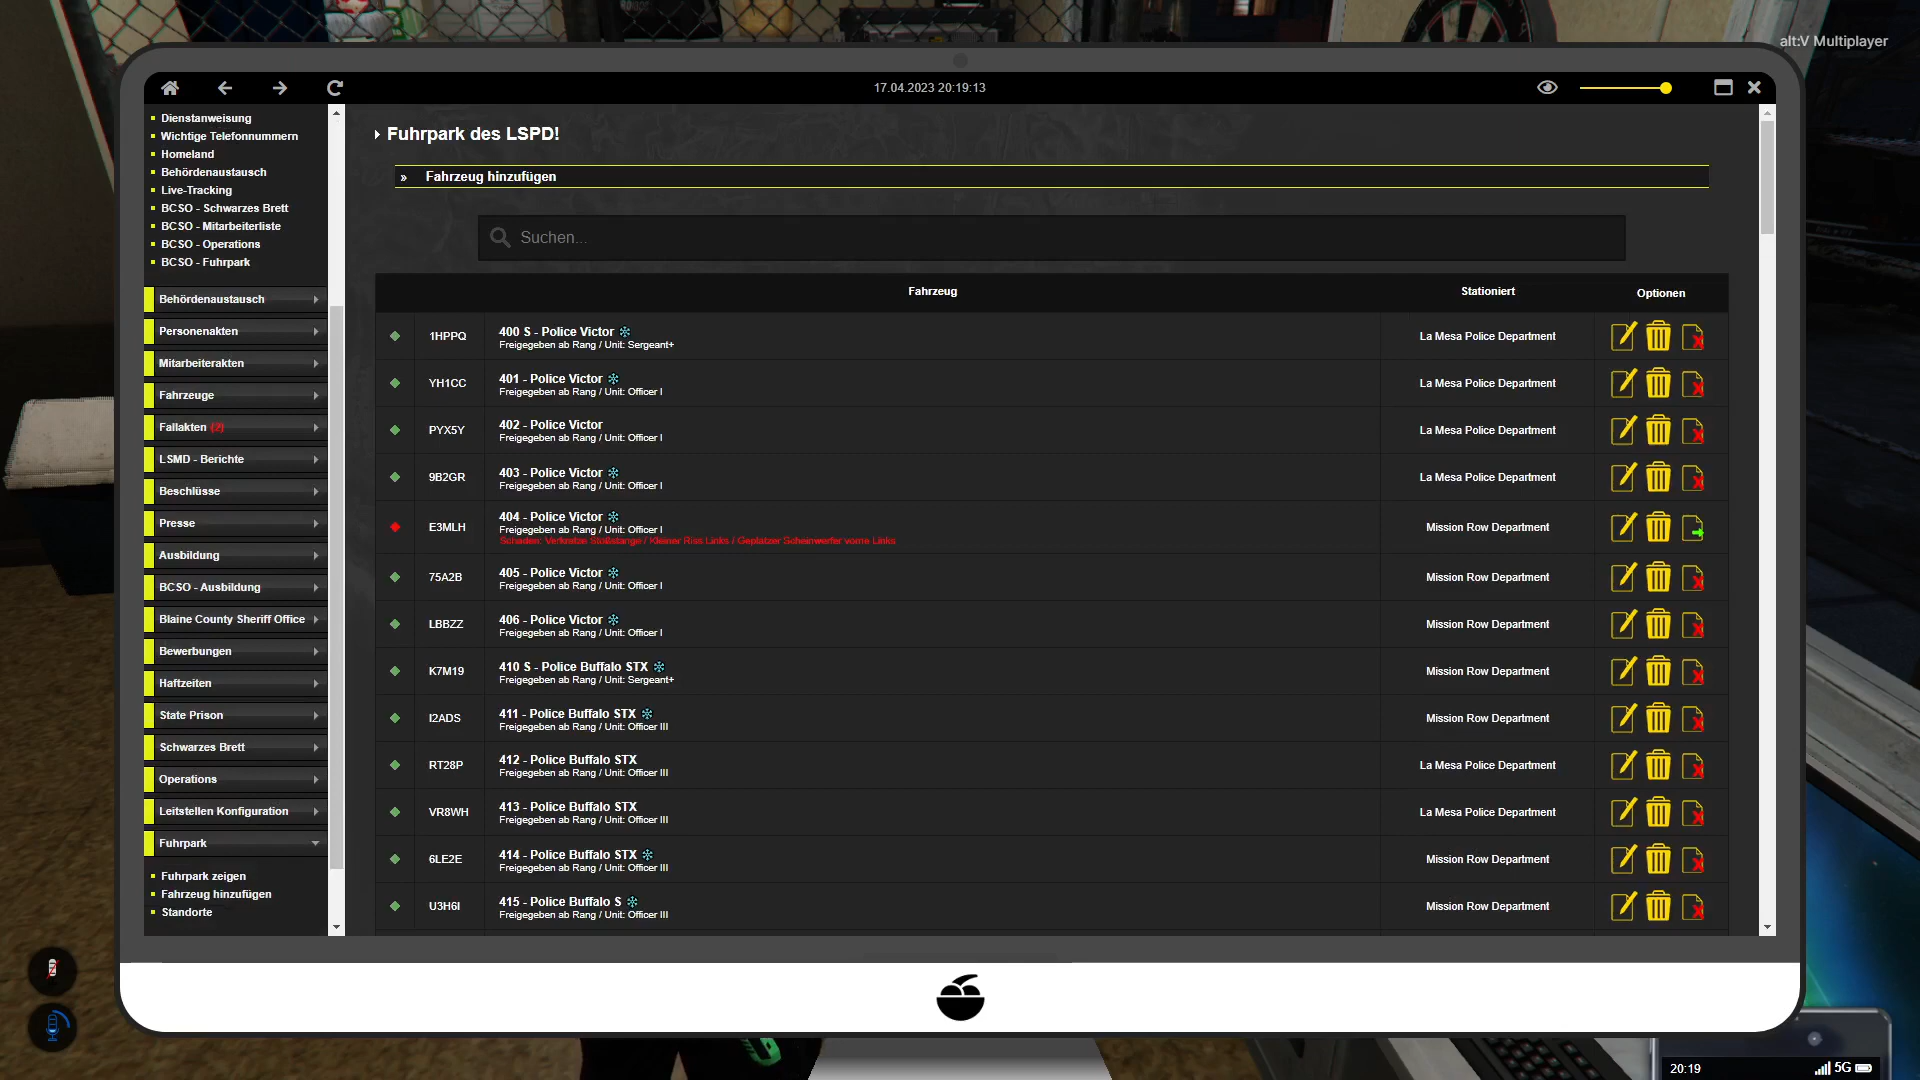 alt:V Multiplayer
17.04.2023 20:19:13
Dienstanweisung
Wichtige Telefonnummern
Homeland
Behördenaustausch
Live-Tracking
BCSO - Schwarzes Brett
BCSO - Mitarbeiterliste
BCSO - Operations
BCSO - Fuhrpark
Behördenaustausch
Personenakten
Mitarbeiterakten
Fahrzeuge
Fallakten (2)
LSMD - Berichte
Beschlüsse
Presse
Ausbildung
BCSO - Ausbildung
Blaine County Sheriff Office
Bewerbungen
Haftzeiten
State Prison
Schwarzes Brett
Operations
Leitstellen Konfiguration
Fuhrpark
Fuhrpark zeigen
Fahrzeug hinzufügen
Standorte
Fuhrpark des LSPD!
» Fahrzeug hinzufügen
Suchen...
Fahrzeug Stationiert Optionen
1HPPQ 400 S - Police Victor La Mesa Police Department
Freigegeben ab Rang / Unit: Sergeant+
YH1CC 401 - Police Victor La Mesa Police Department
Freigegeben ab Rang / Unit: Officer I
PYX5Y 402 - Police Victor La Mesa Police Department
Freigegeben ab Rang / Unit: Officer I
9B2GR 403 - Police Victor La Mesa Police Department
Freigegeben ab Rang / Unit: Officer I
E3MLH 404 - Police Victor Mission Row Department
Freigegeben ab Rang / Unit: Officer I
Schaden: Verkratze Stoßstange / Kleiner Riss Links / Geplatzer Scheinwerfer vorne Links
75A2B 405 - Police Victor Mission Row Department
Freigegeben ab Rang / Unit: Officer I
LBBZZ 406 - Police Victor Mission Row Department
Freigegeben ab Rang / Unit: Officer I
K7M19 410 S - Police Buffalo STX Mission Row Department
Freigegeben ab Rang / Unit: Sergeant+
I2ADS 411 - Police Buffalo STX Mission Row Department
Freigegeben ab Rang / Unit: Officer III
RT28P 412 - Police Buffalo STX La Mesa Police Department
Freigegeben ab Rang / Unit: Officer III
VR8WH 413 - Police Buffalo STX La Mesa Police Department
Freigegeben ab Rang / Unit: Officer III
6LE2E 414 - Police Buffalo STX Mission Row Department
Freigegeben ab Rang / Unit: Officer III
U3H6I 415 - Police Buffalo S Mission Row Department
Freigegeben ab Rang / Unit: Officer III
20:19 5G